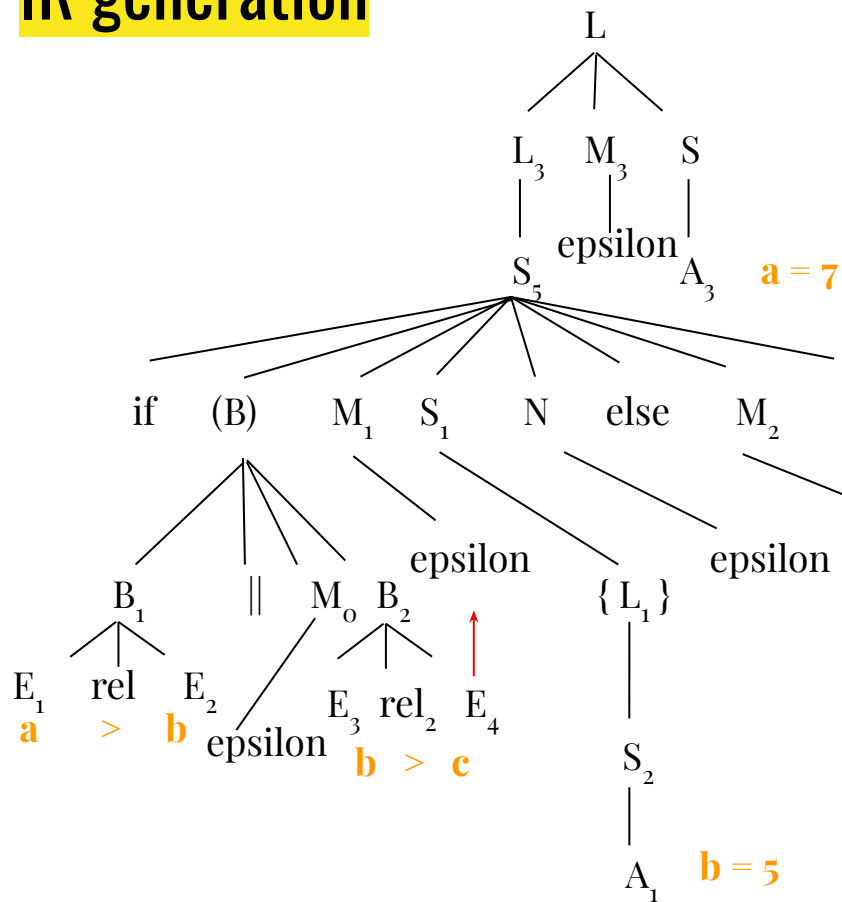 IR generation
L
L₃ M₃ S
epsilon
S₅ A₃ a = 7
if (B) M₁ S₁ N else M₂
epsilon epsilon
B₁ || M₀ B₂ { L₁ }
E₁ rel E₂
E₃ rel₂ E₄
a > b
epsilon
b > c
S₂
A₁ b = 5